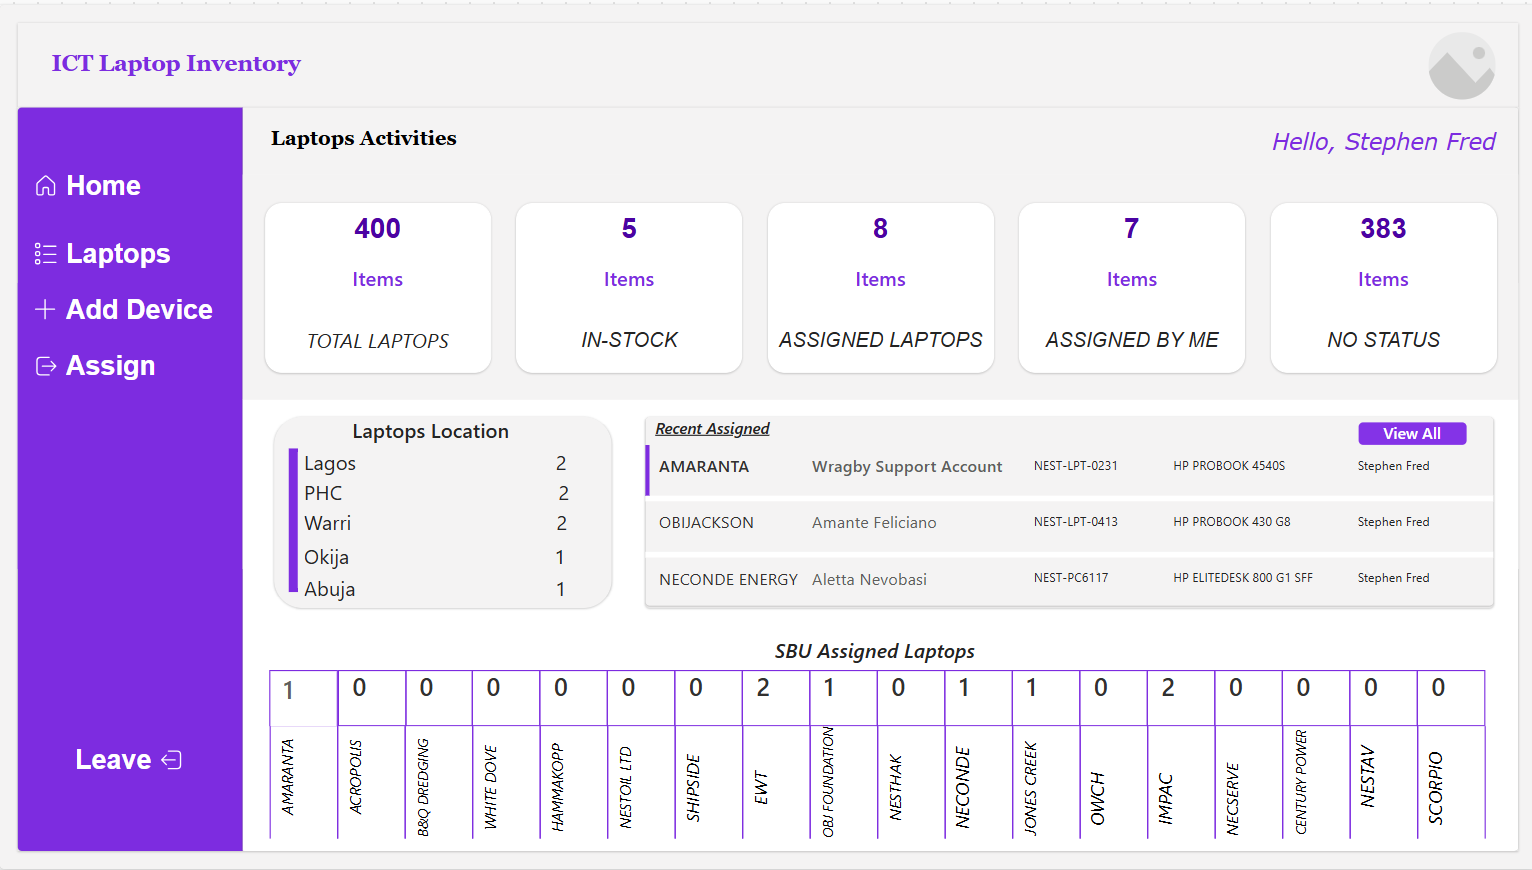 ICT Laptop Inventory
Laptops Activities
Hello, Stephen Fred
Home
Laptops
Add Device
Assign
Leave
400
Items
TOTAL LAPTOPS
5
Items
IN-STOCK
8
Items
ASSIGNED LAPTOPS
7
Items
ASSIGNED BY ME
383
Items
NO STATUS
Laptops Location
Lagos 2
PHC 2
Warri 2
Okija 1
Abuja 1
Recent Assigned
View All
AMARANTA Wragby Support Account NEST-LPT-0231 HP PROBOOK 4540S Stephen Fred
OBIJACKSON Amante Feliciano NEST-LPT-0413 HP PROBOOK 430 G8 Stephen Fred
NECONDE ENERGY Aletta Nevobasi NEST-PC6117 HP ELITEDESK 800 G1 SFF Stephen Fred
SBU Assigned Laptops
1 0 0 0 0 0 0 2 1 0 1 1 0 2 0 0 0 0
AMARANTA
ACROPOLIS
B&Q DREDGING
WHITE DOVE
HAMMAKOPP
NESTOIL LTD
SHIPSIDE
EWT
OBJ FOUNDATION
NESTHAK
NECONDE
JONES CREEK
OWCH
IMPAC
NECSERVE
CENTURY POWER
NESTAV
SCORPIO